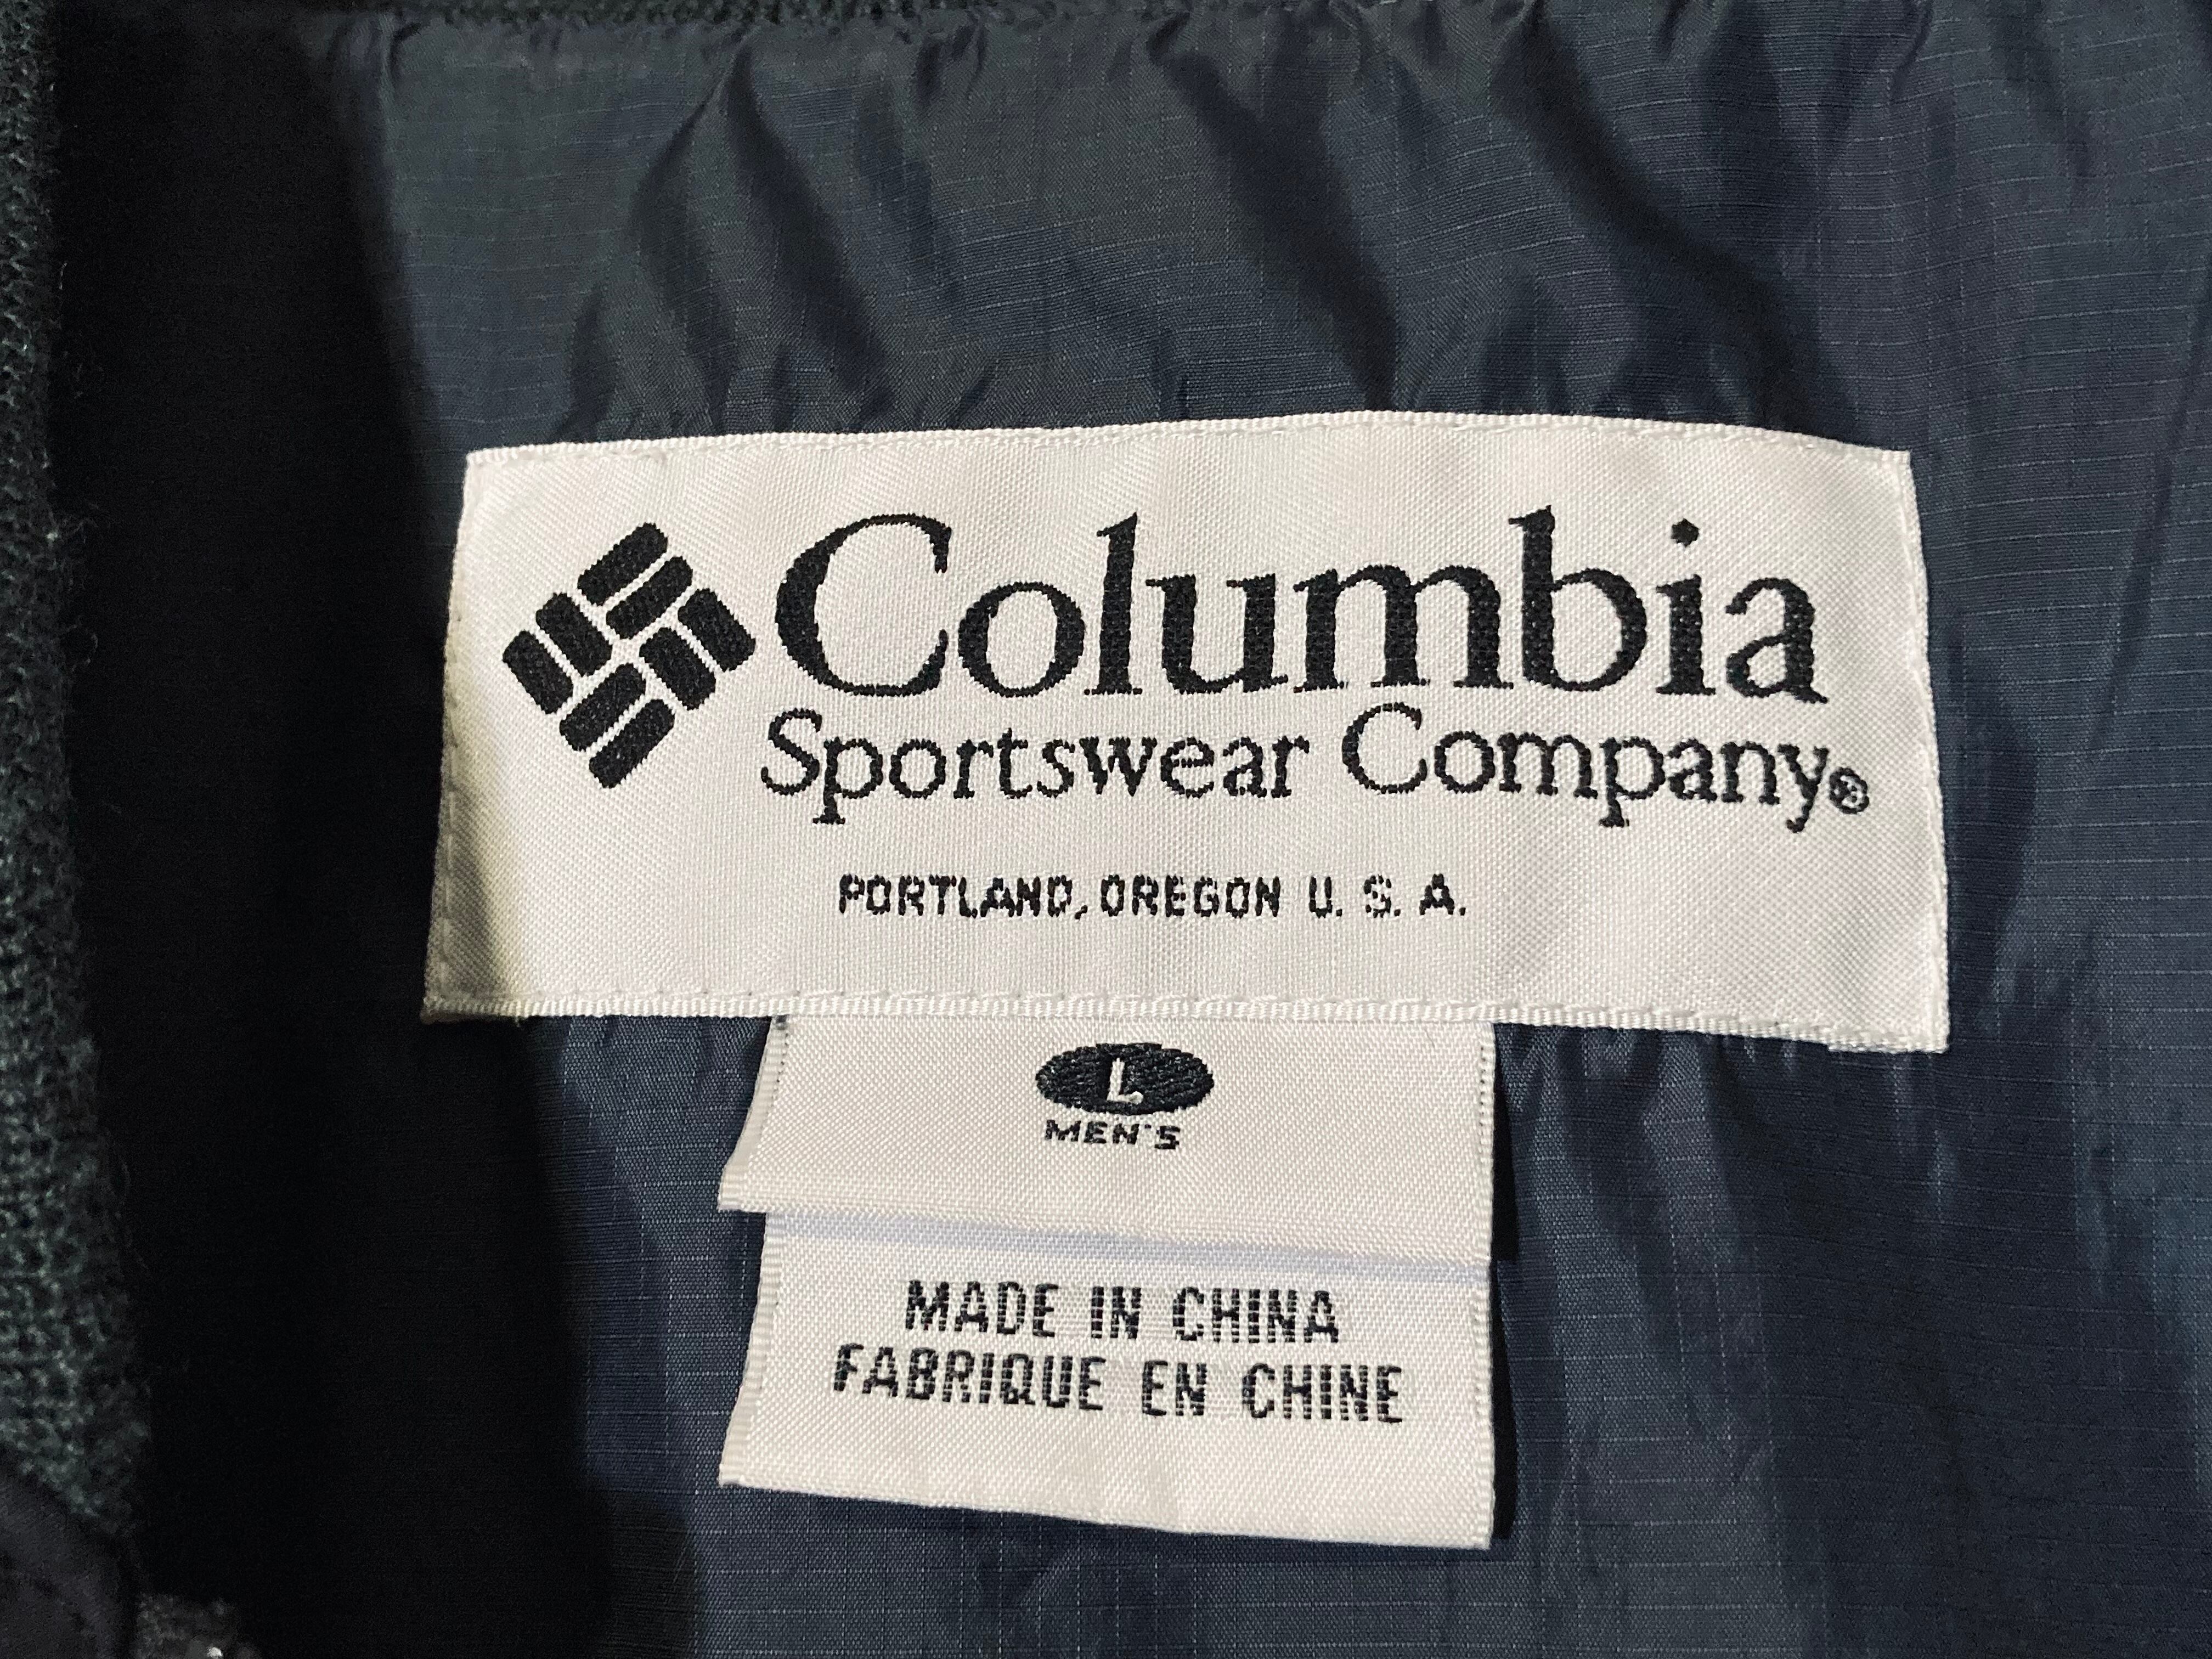 Columbia
Sportswear Company®
PORTLAND, OREGON U. S. A.
L
MEN'S
MADE IN CHINA
FABRIQUE EN CHINE